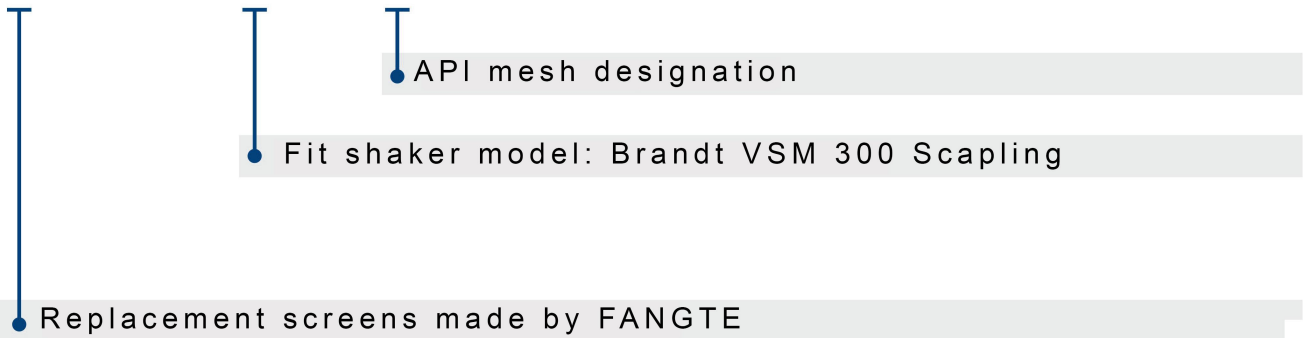 API mesh designation
Fit shaker model: Brandt VSM 300 Scapling
Replacement screens made by FANGTE